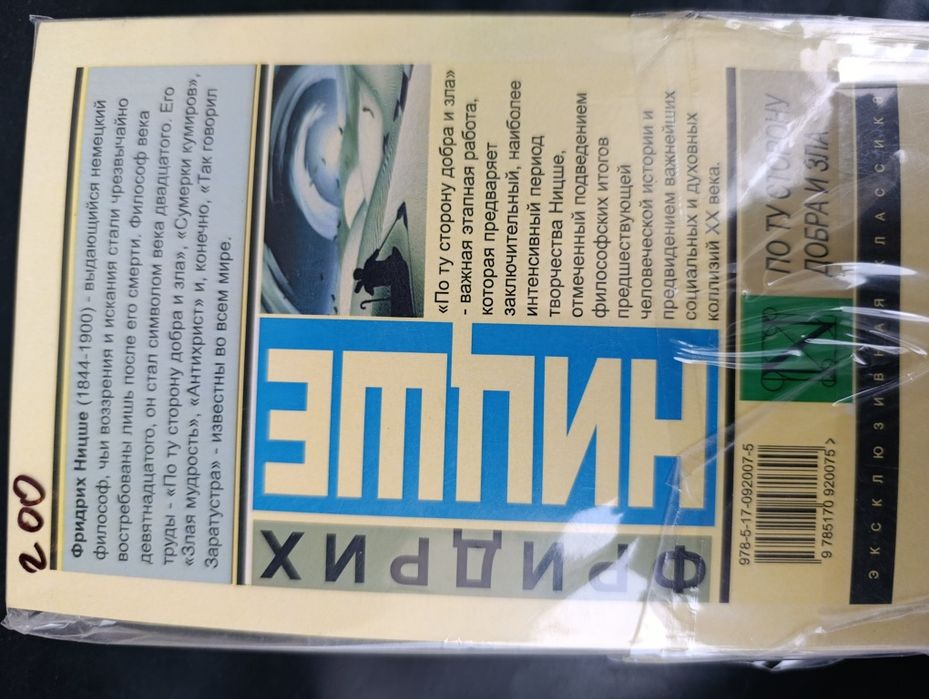 200
Фридрих Ницше (1844-1900) - выдающийся немецкий
философ, чьи воззрения и искания стали чрезвычайно
востребованы лишь после его смерти. Философ века
девятнадцатого, он стал символом века двадцатого. Его
труды - «По ту сторону добра и зла», «Сумерки кумиров»,
«Злая мудрость», «Антихрист» и, конечно, «Так говорил
Заратустра» - известны во всем мире.
ФРИДРИХ
НИЦШЕ
«По ту сторону добра и зла»
- важная этапная работа,
которая предваряет
заключительный, наиболее
интенсивный период
творчества Ницше,
отмеченный подведением
философских итогов
предшествующей
человеческой истории и
предвидением важнейших
социальных и духовных
коллизий XX века.
978-5-17-092007-5
9 785170 920075 >
ПО ТУ СТОРОНУ
ДОБРА И ЗЛА
ЭКСКЛЮЗИВНАЯ КЛАССИКА